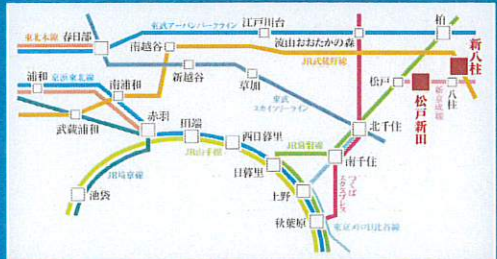 東北本線
春日部
東武アーバンパークライン
江戸川台
柏
南越谷
流山おおたかの森
JR武蔵野線
新八柱
浦和
京浜東北線
新越谷
草加
松戸
八柱
南浦和
東武
スカイツリーライン
新京成線
松戸新田
武蔵浦和
赤羽
田端
西日暮里
JR常磐線
北千住
JR山手線
日暮里
南千住
JR埼京線
池袋
上野
つくば
エクスプレス
秋葉原
東京メトロ日比谷線